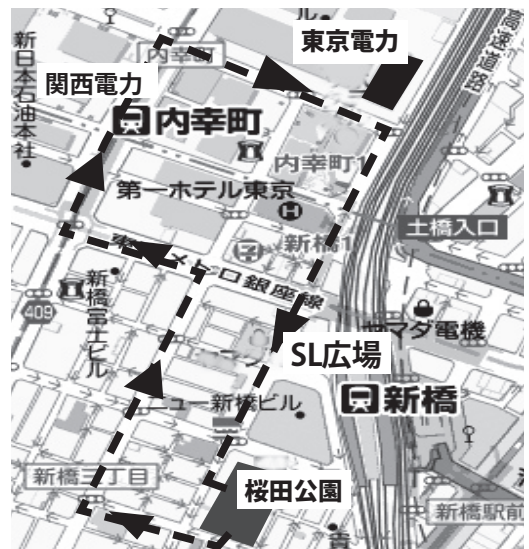 東京電力
高速道路
新日本石油本社
内幸町
関西電力
内幸町
内幸町1
第一ホテル東京
H
新橋1
土橋入口
メトロ銀座線
409
新橋富士ビル
ヤマダ電機
SL広場
ニュー新橋ビル
新橋
新橋三丁目
桜田公園
新橋駅前